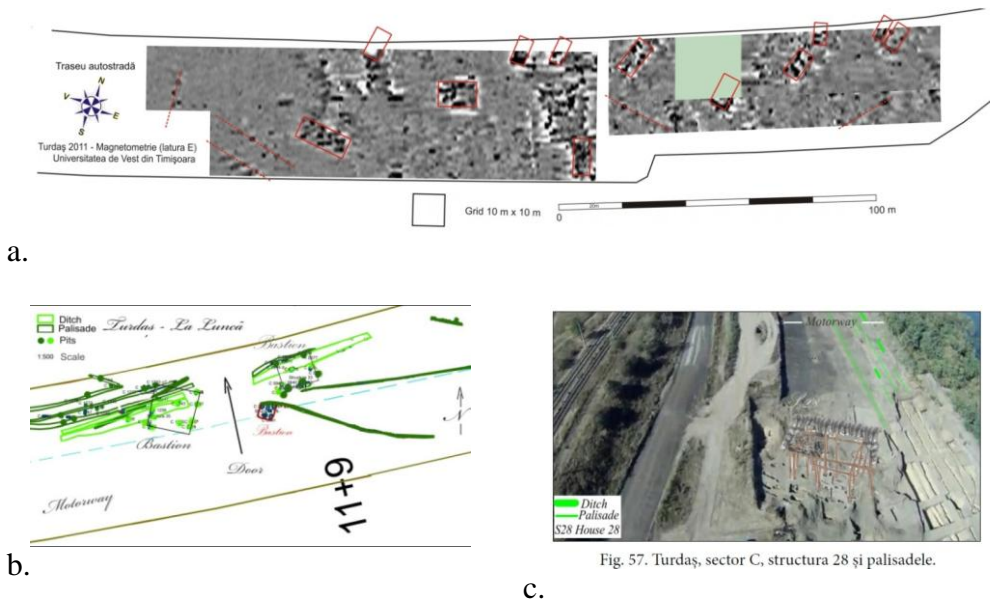 Traseu autostradă
N
V
E
S
Turdaş 2011 - Magnetometrie (latura E)
Universitatea de Vest din Timişoara
Grid 10 m x 10 m
20m
0
100 m
a.
Ditch
Palisade
Pits
1:500 Scale
Turdaş - La Luncă
Bastion
Bastion
Bastion
Door
N
Motorway
11+9
b.
Motorway
Ditch
Palisade
S28 House 28
Fig. 57. Turdaş, sector C, structura 28 și palisadele.
c.